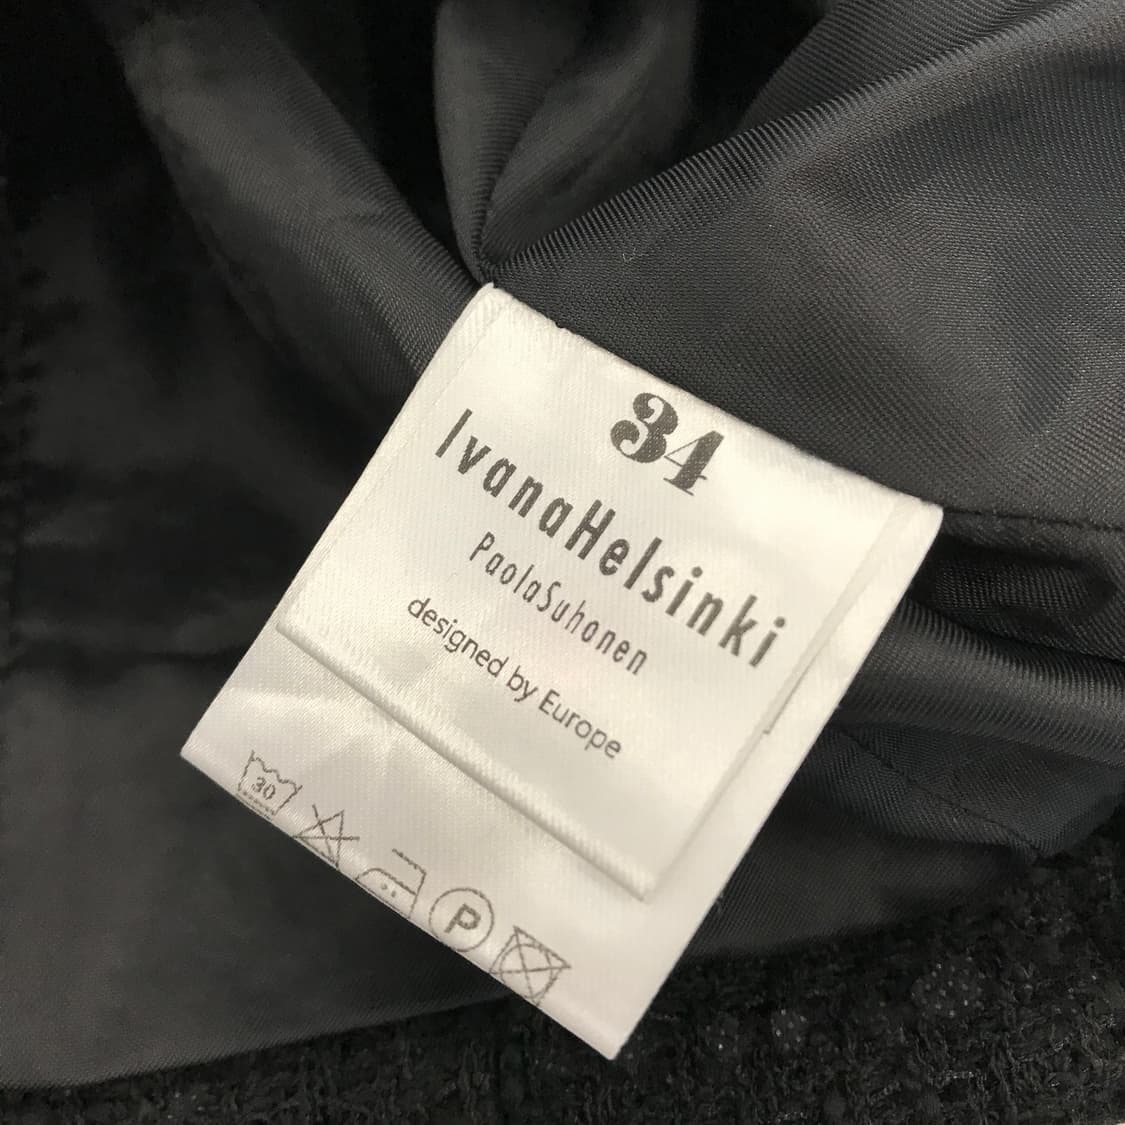 34
IvanaHelsinki
PaolaSuhonen
designed by Europe
30
P